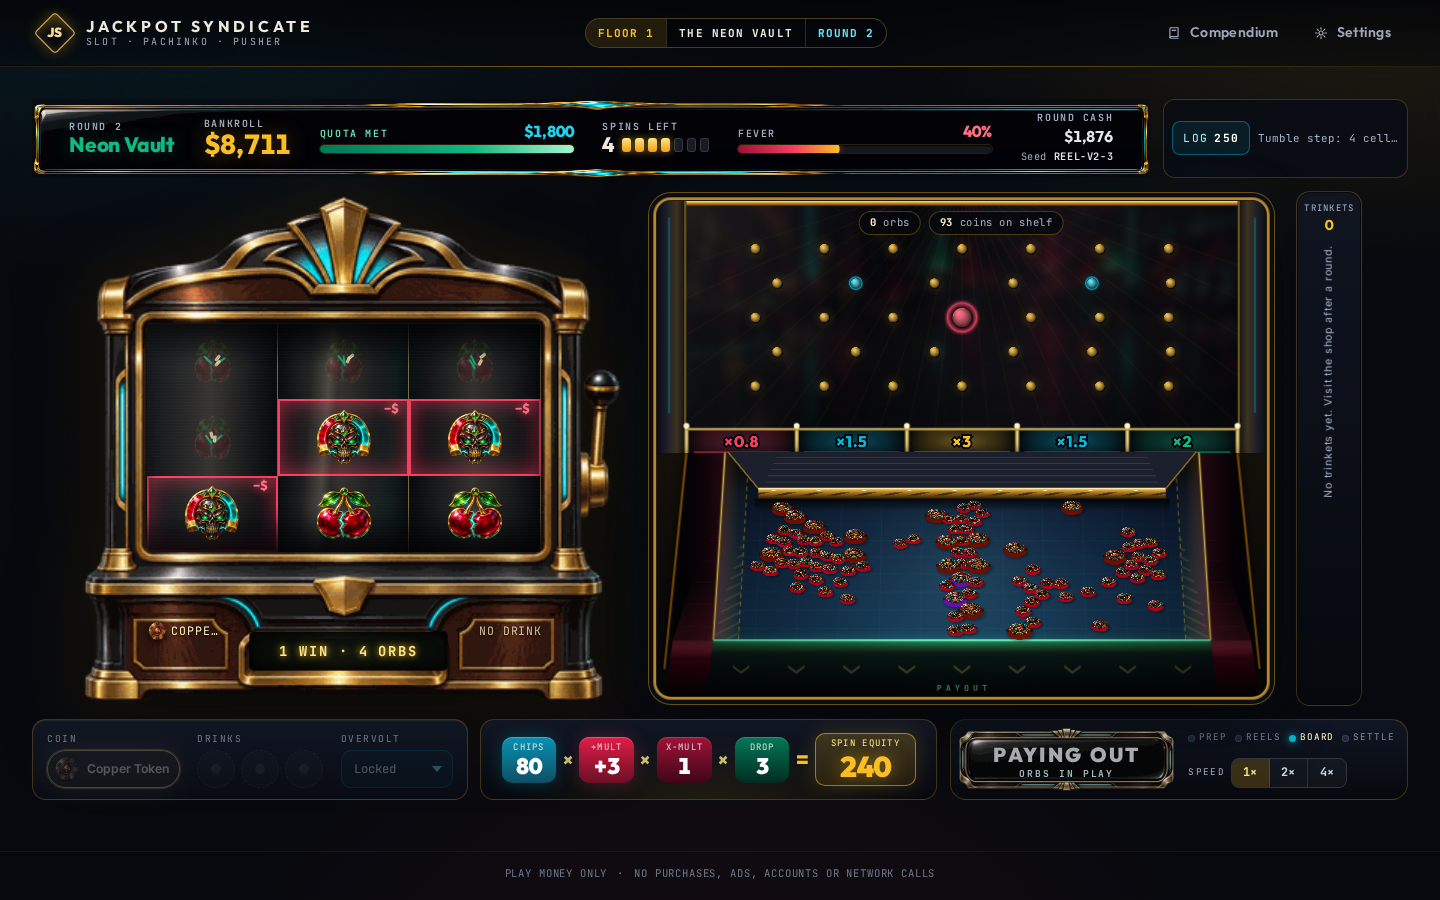 JS
JACKPOT SYNDICATE
SLOT · PACHINKO · PUSHER
FLOOR 1
THE NEON VAULT
ROUND 2
Compendium
Settings
ROUND 2
Neon Vault
BANKROLL
$8,711
QUOTA MET
$1,800
SPINS LEFT
4
FEVER
40%
ROUND CASH
$1,876
Seed REEL-V2-3
LOG 250
Tumble step: 4 cell…
0 orbs
93 coins on shelf
TRINKETS
0
No trinkets yet. Visit the shop after a round.
−$
−$
−$
×0.8
×1.5
×3
×1.5
×2
COPPE…
1 WIN · 4 ORBS
NO DRINK
PAYOUT
COIN
Copper Token
DRINKS
OVERVOLT
Locked
CHIPS
80
×
+MULT
+3
×
X-MULT
1
×
DROP
3
=
SPIN EQUITY
240
PAYING OUT
ORBS IN PLAY
PREP
REELS
BOARD
SETTLE
SPEED
1×
2×
4×
PLAY MONEY ONLY · NO PURCHASES, ADS, ACCOUNTS OR NETWORK CALLS